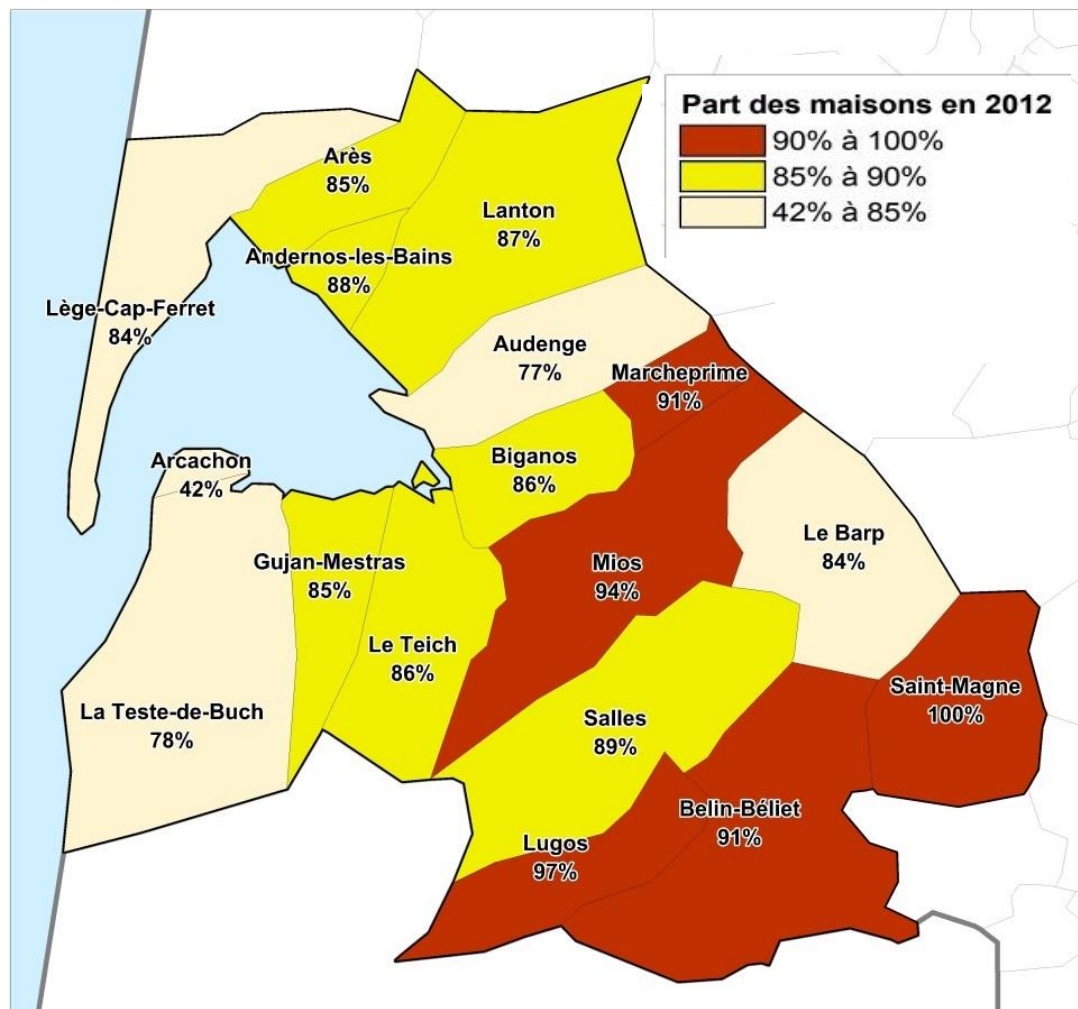 Part des maisons en 2012
90% à 100%
85% à 90%
42% à 85%
Arès
85%
Lanton
87%
Andernos-les-Bains
88%
Lège-Cap-Ferret
84%
Audenge
77%
Marcheprime
91%
Arcachon
42%
Biganos
86%
Le Barp
84%
Gujan-Mestras
85%
Mios
94%
Le Teich
86%
Saint-Magne
100%
La Teste-de-Buch
78%
Salles
89%
Belin-Béliet
91%
Lugos
97%